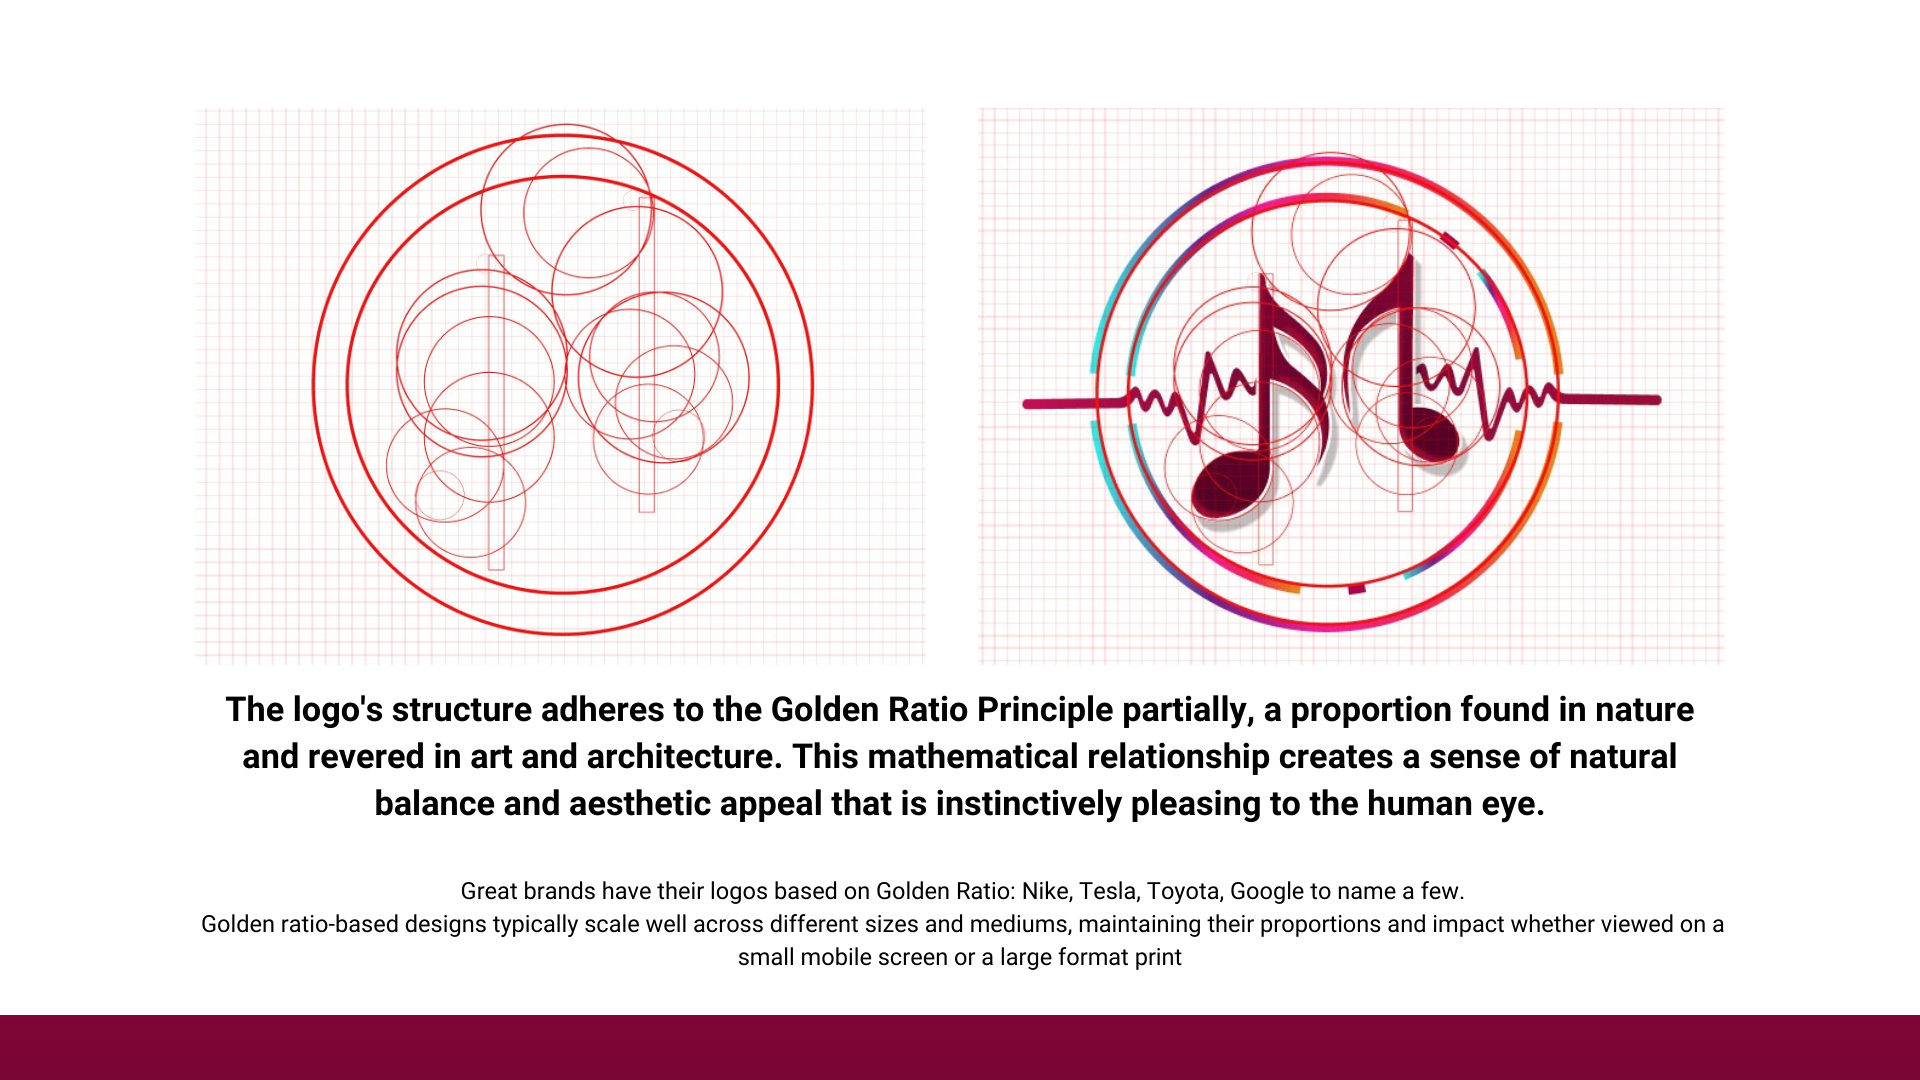 The logo's structure adheres to the Golden Ratio Principle partially, a proportion found in nature
and revered in art and architecture. This mathematical relationship creates a sense of natural
balance and aesthetic appeal that is instinctively pleasing to the human eye.
Great brands have their logos based on Golden Ratio: Nike, Tesla, Toyota, Google to name a few.
Golden ratio-based designs typically scale well across different sizes and mediums, maintaining their proportions and impact whether viewed on a
small mobile screen or a large format print